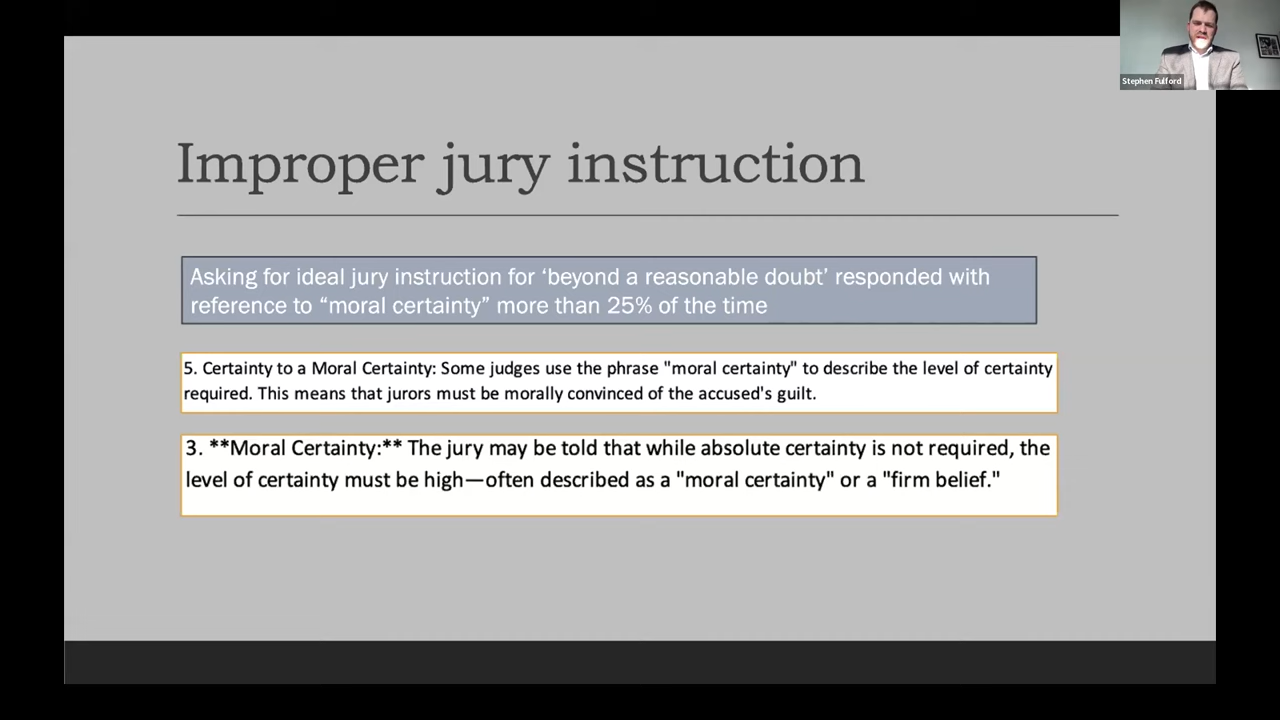 Stephen Fulford
Improper jury instruction
Asking for ideal jury instruction for ‘beyond a reasonable doubt’ responded with
reference to “moral certainty” more than 25% of the time
5. Certainty to a Moral Certainty: Some judges use the phrase "moral certainty" to describe the level of certainty
required. This means that jurors must be morally convinced of the accused's guilt.
3. **Moral Certainty:** The jury may be told that while absolute certainty is not required, the
level of certainty must be high—often described as a "moral certainty" or a "firm belief."